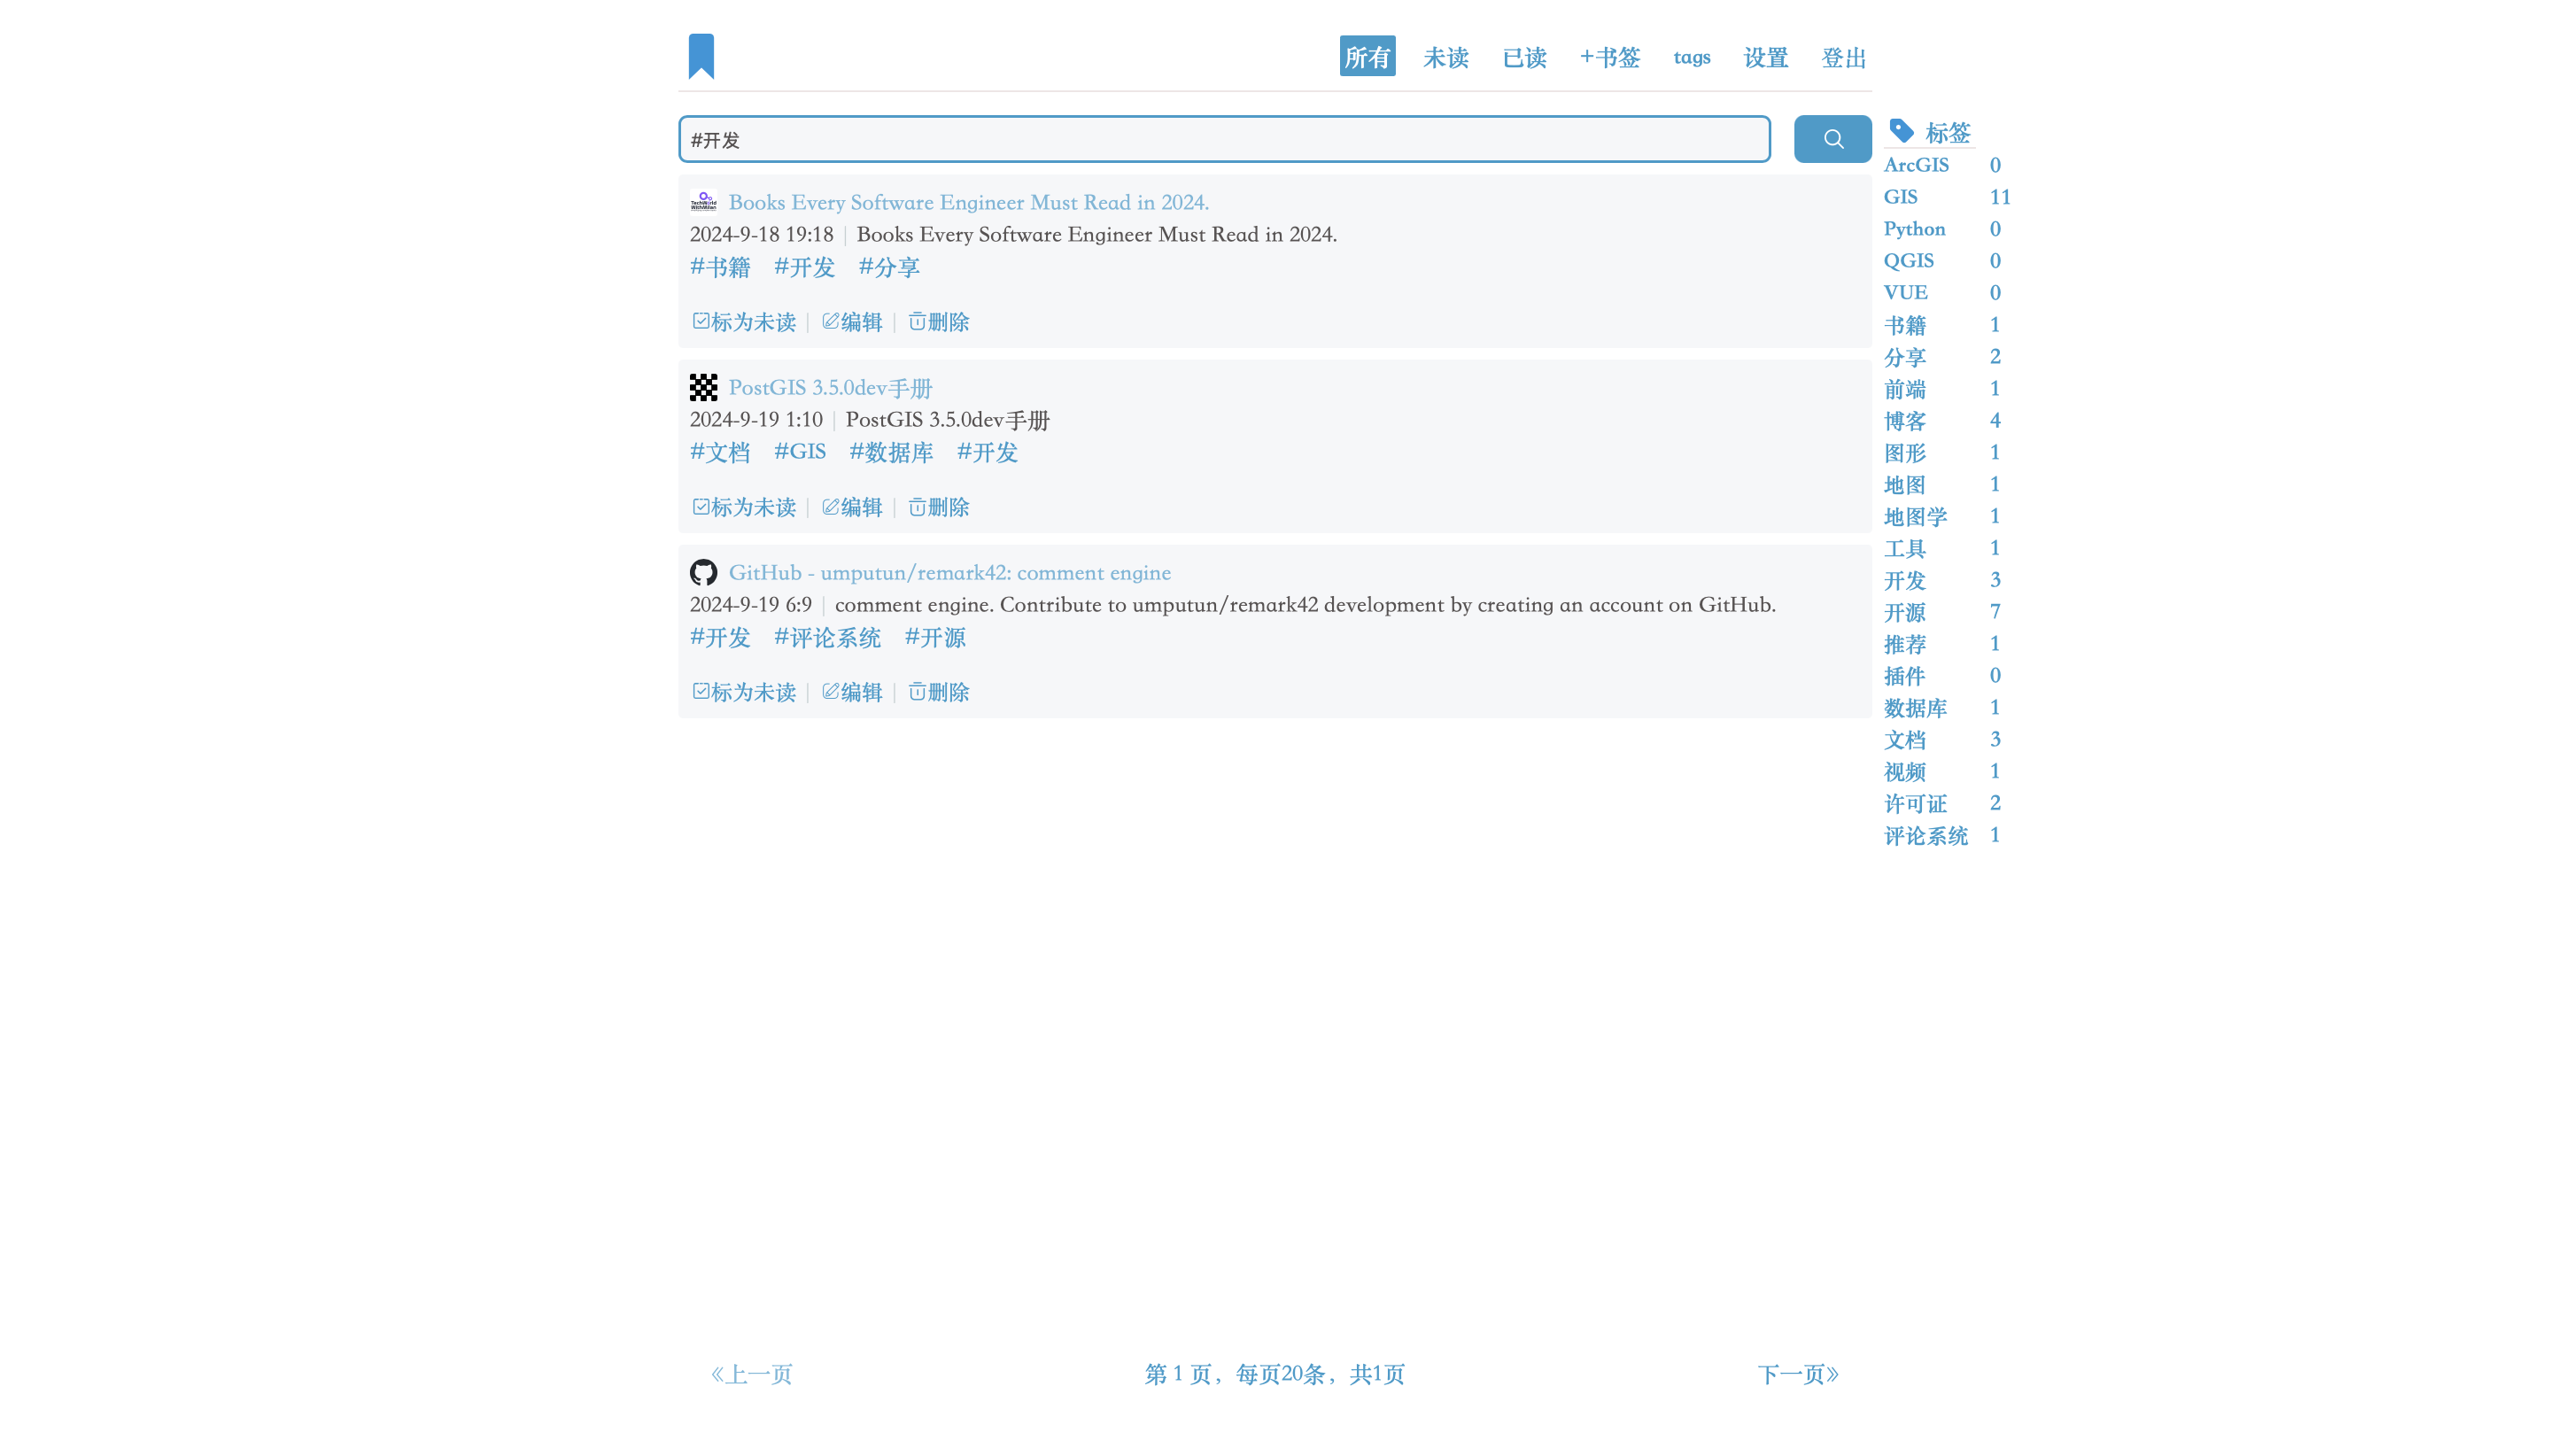 所有 未读 已读 +书签 tags 设置 登出
#开发
Books Every Software Engineer Must Read in 2024.
2024-9-18 19:18 | Books Every Software Engineer Must Read in 2024.
#书籍 #开发 #分享
标为未读 | 编辑 | 删除
PostGIS 3.5.0dev手册
2024-9-19 1:10 | PostGIS 3.5.0dev手册
#文档 #GIS #数据库 #开发
标为未读 | 编辑 | 删除
GitHub - umputun/remark42: comment engine
2024-9-19 6:9 | comment engine. Contribute to umputun/remark42 development by creating an account on GitHub.
#开发 #评论系统 #开源
标为未读 | 编辑 | 删除
标签
ArcGIS 0
GIS 11
Python 0
QGIS 0
VUE 0
书籍 1
分享 2
前端 1
博客 4
图形 1
地图 1
地图学 1
工具 1
开发 3
开源 7
推荐 1
插件 0
数据库 1
文档 3
视频 1
许可证 2
评论系统 1
《上一页 第 1 页，每页20条，共1页 下一页》